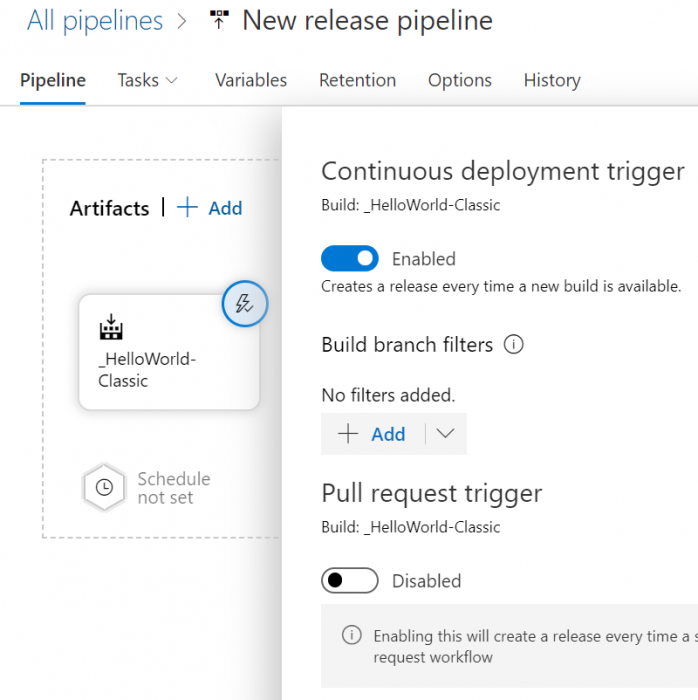 All pipelines > New release pipeline
Pipeline Tasks Variables Retention Options History
Artifacts | + Add
_HelloWorld-
Classic
Schedule
not set
Continuous deployment trigger
Build: _HelloWorld-Classic
Enabled
Creates a release every time a new build is available.
Build branch filters
No filters added.
+ Add
Pull request trigger
Build: _HelloWorld-Classic
Disabled
Enabling this will create a release every time a
request workflow